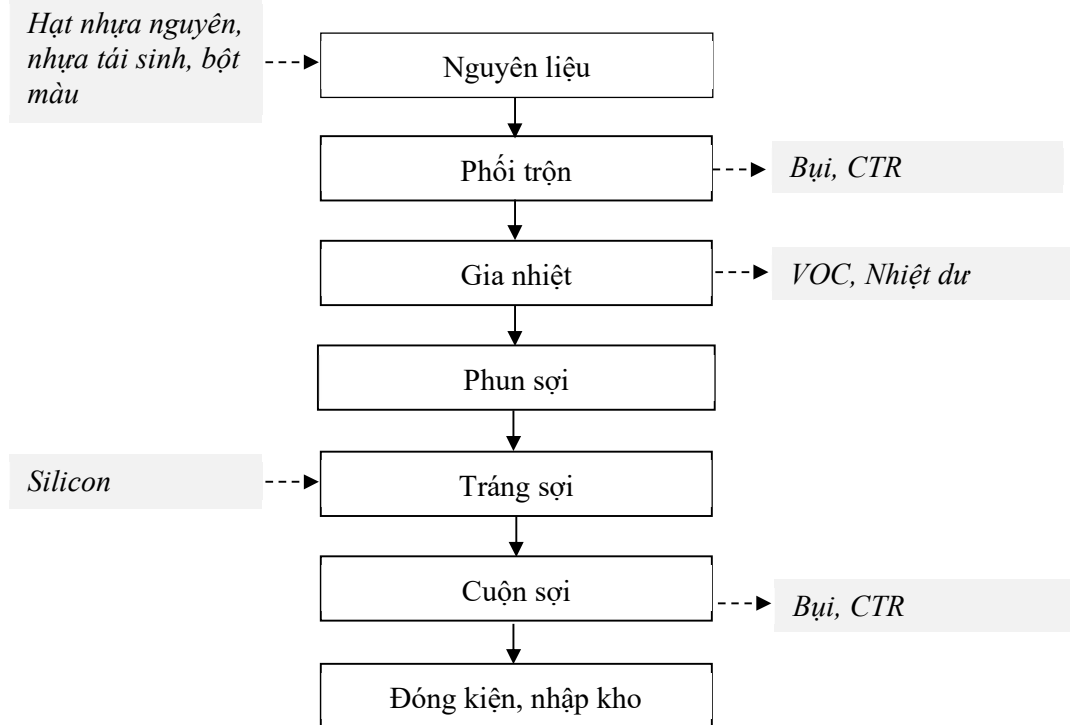 Hạt nhựa nguyên,
nhựa tái sinh, bột
màu
Nguyên liệu
Phối trộn
Bụi, CTR
Gia nhiệt
VOC, Nhiệt dư
Phun sợi
Silicon
Tráng sợi
Cuộn sợi
Bụi, CTR
Đóng kiện, nhập kho